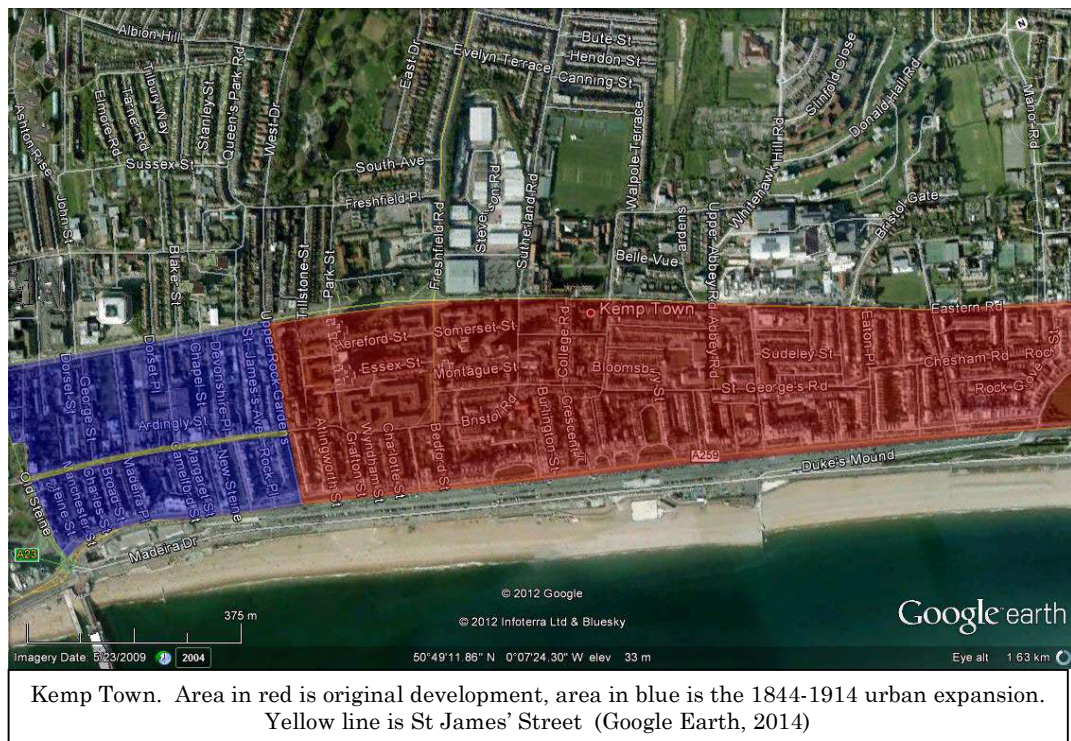 Albion Hill
Bute St
Hendon St
Canning St
Evelyn Terrace
East Dr
N
Slinfold Close
Donald Hall Rd
Manor Rd
Ashton Rise
Elmore Rd
Tarner Rd
Tilbury Way
Stanley St
Queen's Park Rd
West Dr
Sussex St
South Ave
Freshfield Pl
Walpole Terrace
Whitehawk Hill Rd
Bristol Gate
John St
Blake St
Tillstone St
Park St
Freshfield Rd
Sutherland Rd
Belle Vue
Upper Abbey Rd
Eastern Rd
Kemp Town
Dorset St
George St
Dorset Pl
Chapel St
Devonshire Pl
St. James's Ave
Upper Rock Gardens
Ardingly St
Aereford St
Somerset St
College Rd
Essex St
Montague St
Bloomsbury St
Abbey Rd
Sudeley St
Eaton Pl
Chesham Rd
Rock St
Rock Grove
St. George's Rd
Bristol Rd
Burlington St
Crescent
Old Steine
Steine St
Manchester St
Charles St
Broad St
Madeira Pl
Camelford St
Margaret St
New Steine
Rock Pl
Atlingworth St
Grafton St
Wyndham St
Charlotte St
Bedford St
A259
Duke's Mound
A23
Madeira Dr
© 2012 Google
375 m
© 2012 Infoterra Ltd & Bluesky
Google earth
Imagery Date: 5/23/2009 2004 50°49'11.86" N 0°07'24.30" W elev 33 m Eye alt 1.63 km
Kemp Town. Area in red is original development, area in blue is the 1844-1914 urban expansion.
Yellow line is St James' Street (Google Earth, 2014)